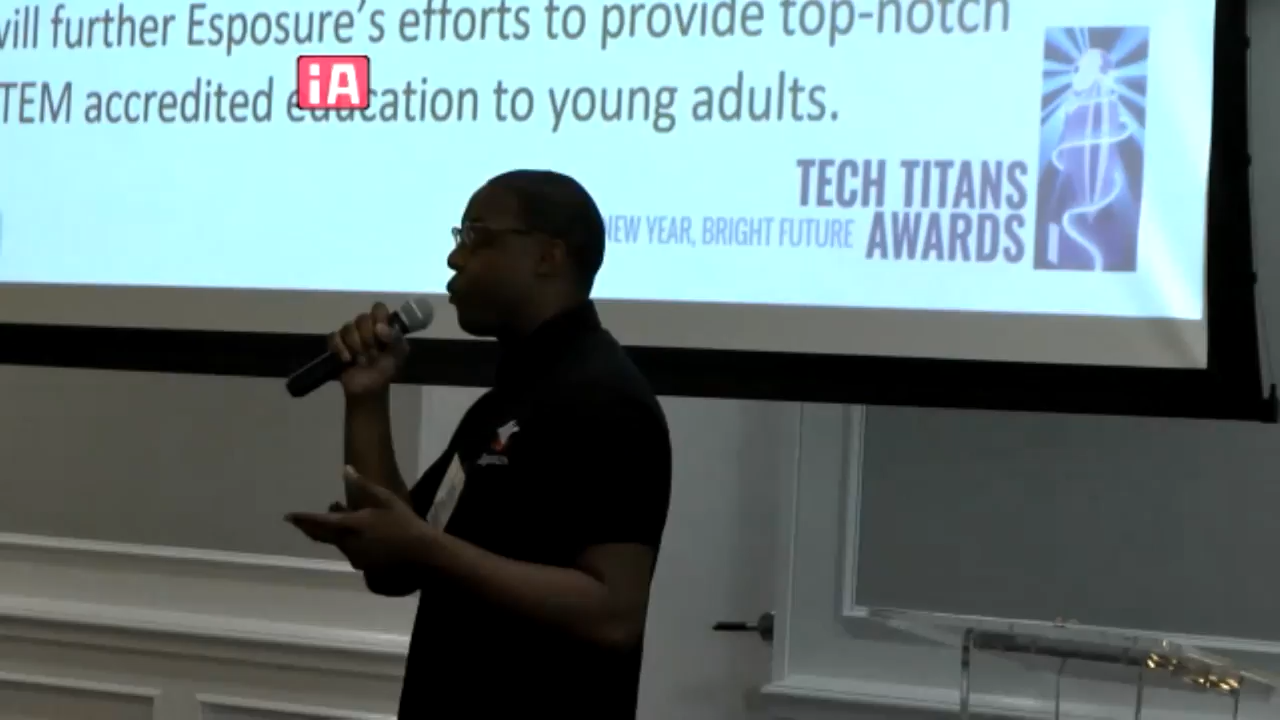 will further Esposure's efforts to provide top-notch
TEM accredited education to young adults.
iA
TECH TITANS
NEW YEAR, BRIGHT FUTURE AWARDS